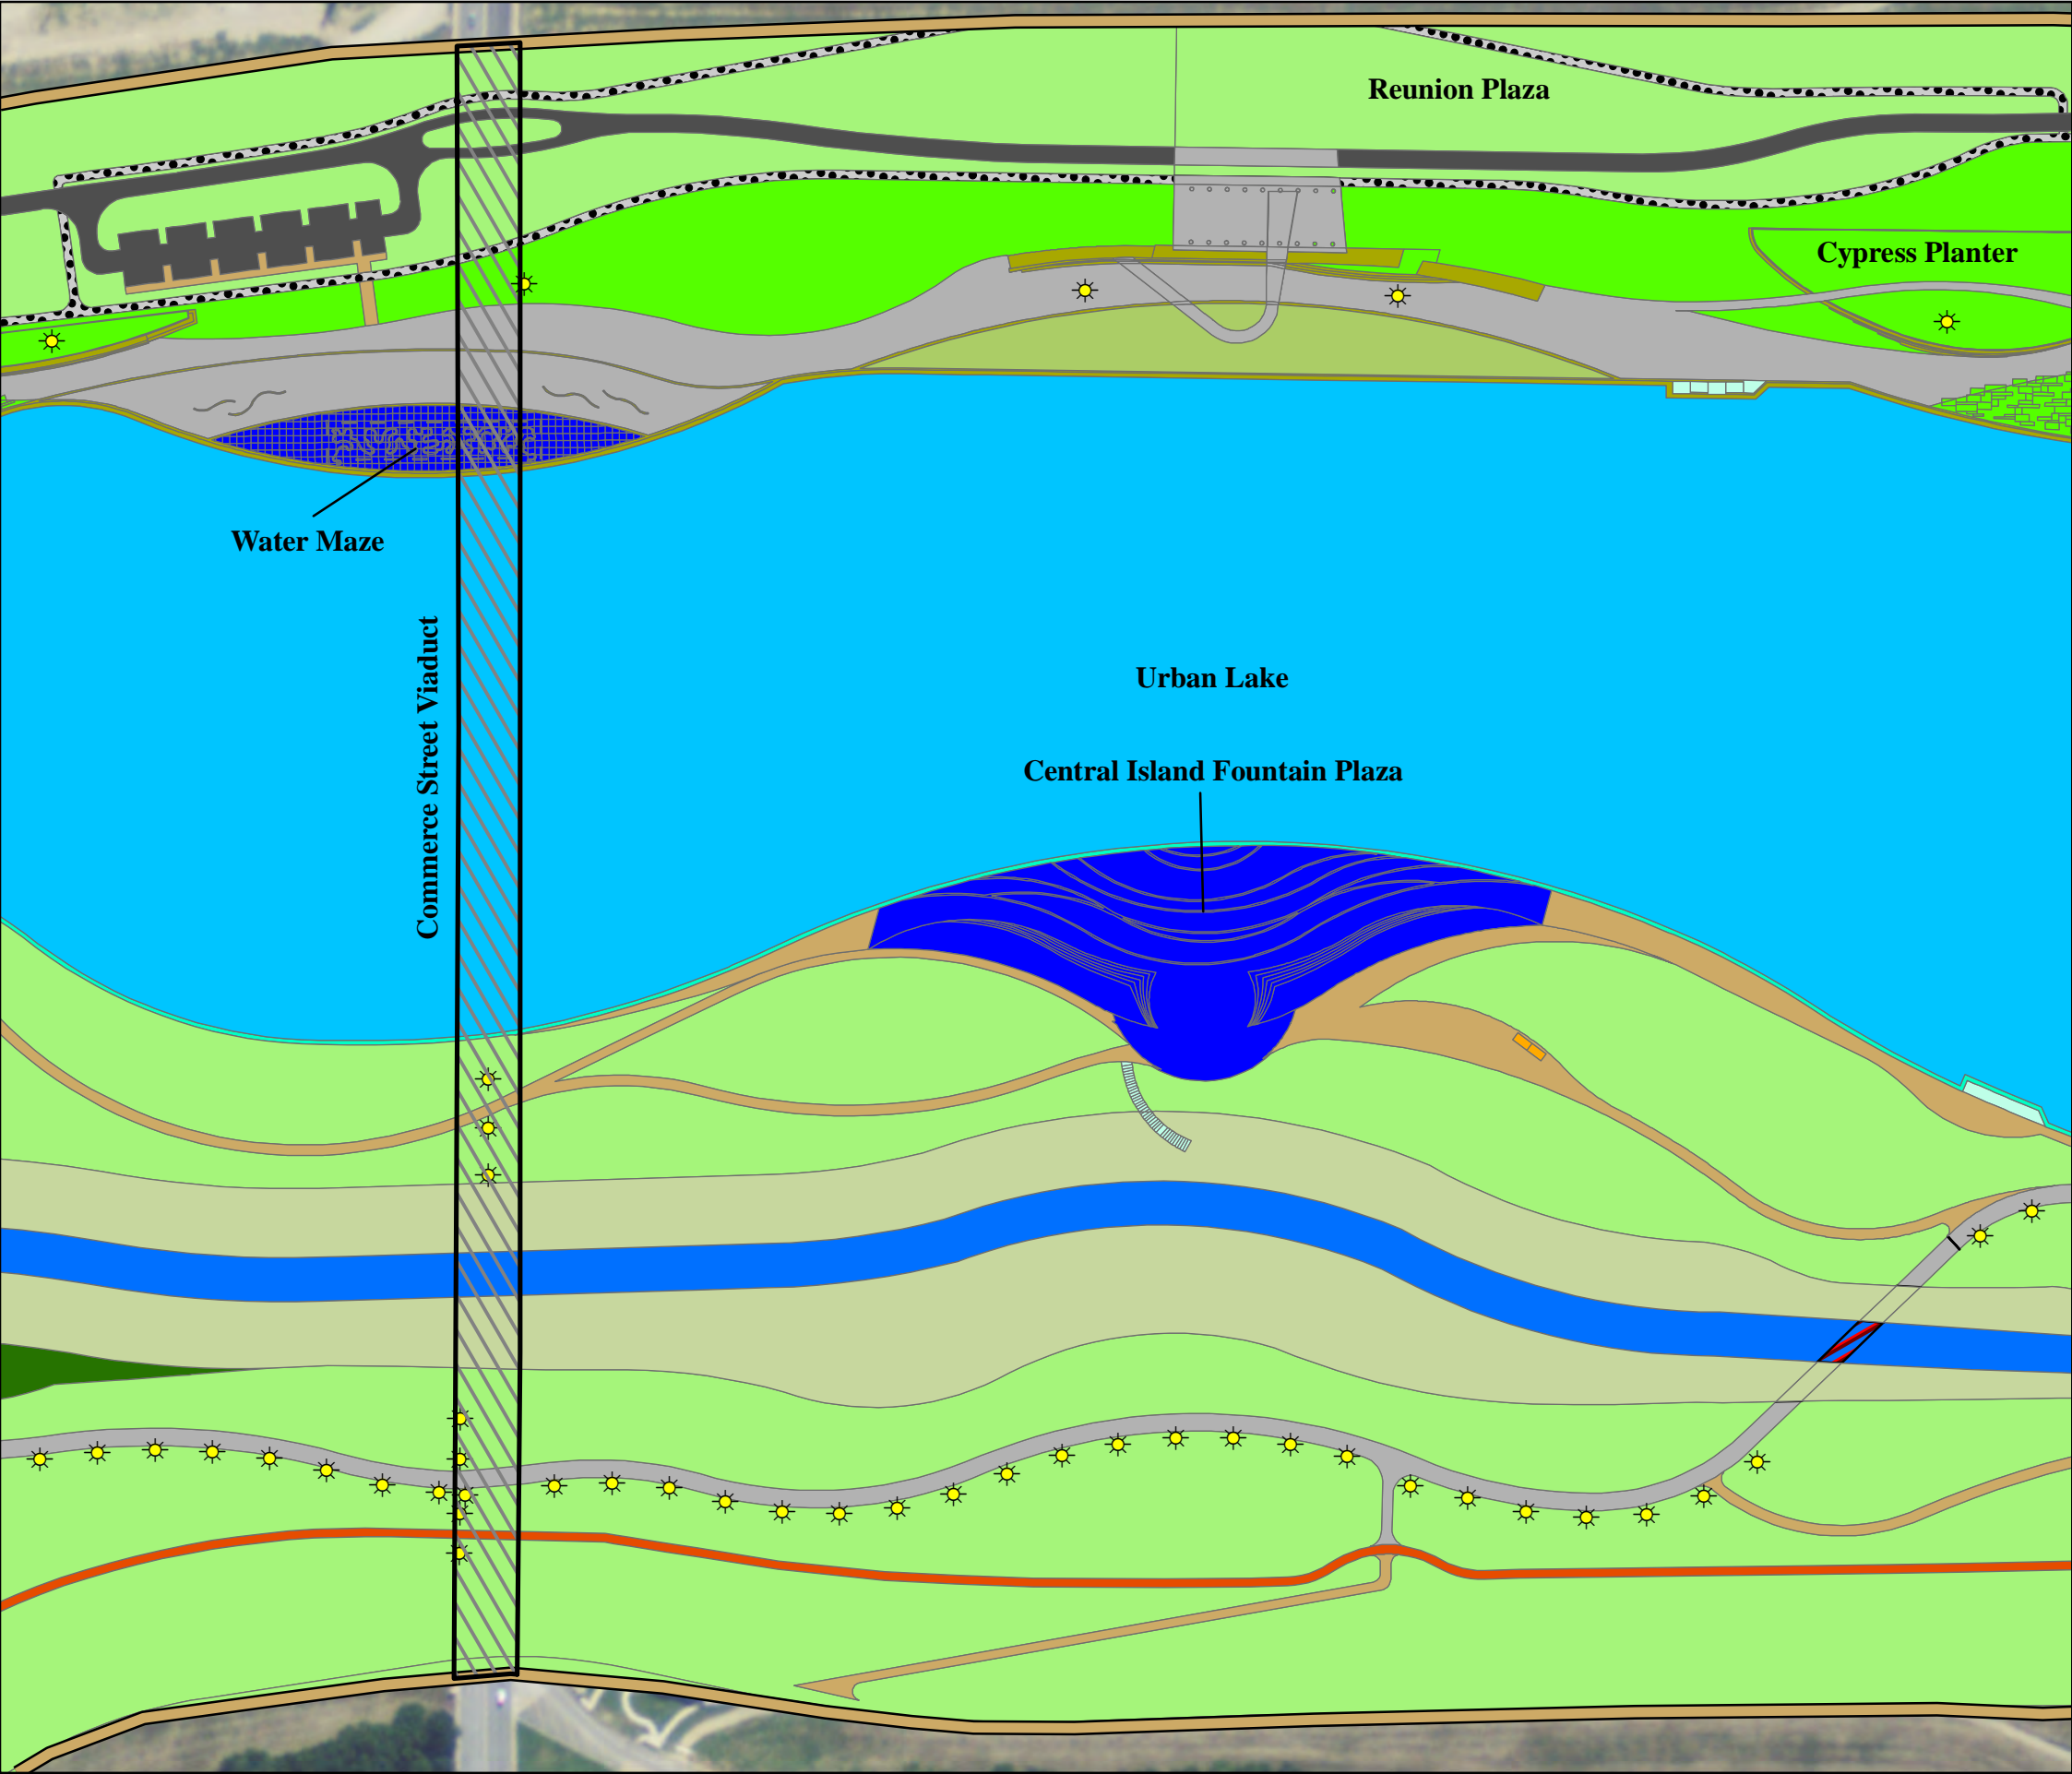 Reunion Plaza
Cypress Planter
Water Maze
Commerce Street Viaduct
Urban Lake
Central Island Fountain Plaza